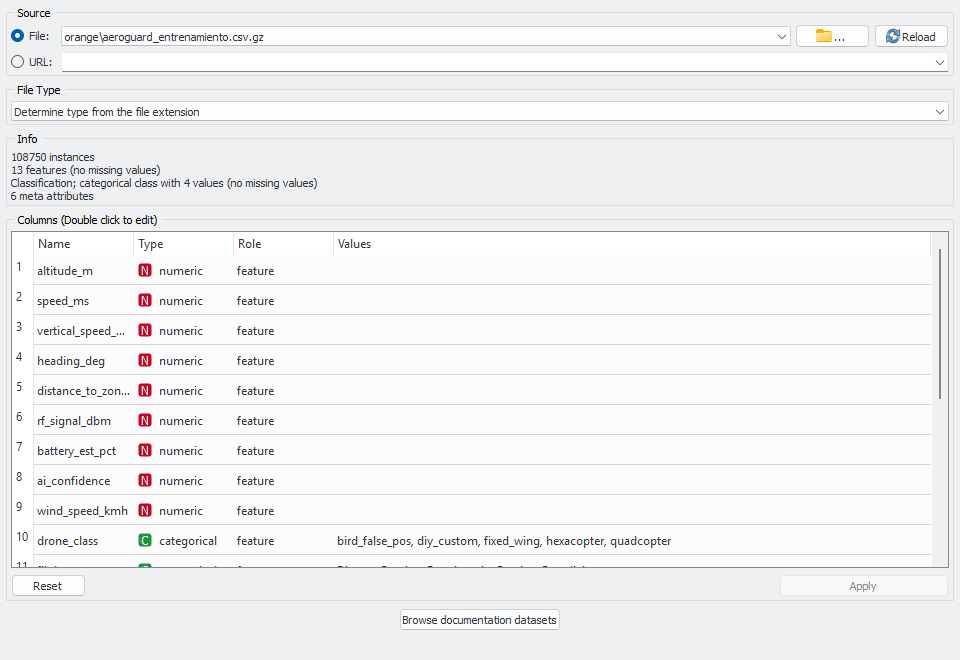 Source
File: orange\aeroguard_entrenamiento.csv.gz ... Reload
URL:
File Type
Determine type from the file extension
Info
108750 instances
13 features (no missing values)
Classification; categorical class with 4 values (no missing values)
6 meta attributes
Columns (Double click to edit)
Name Type Role Values
1 altitude_m N numeric feature
2 speed_ms N numeric feature
3 vertical_speed_... N numeric feature
4 heading_deg N numeric feature
5 distance_to_zon... N numeric feature
6 rf_signal_dbm N numeric feature
7 battery_est_pct N numeric feature
8 ai_confidence N numeric feature
9 wind_speed_kmh N numeric feature
10 drone_class C categorical feature bird_false_pos, diy_custom, fixed_wing, hexacopter, quadcopter
11
Reset Apply
Browse documentation datasets